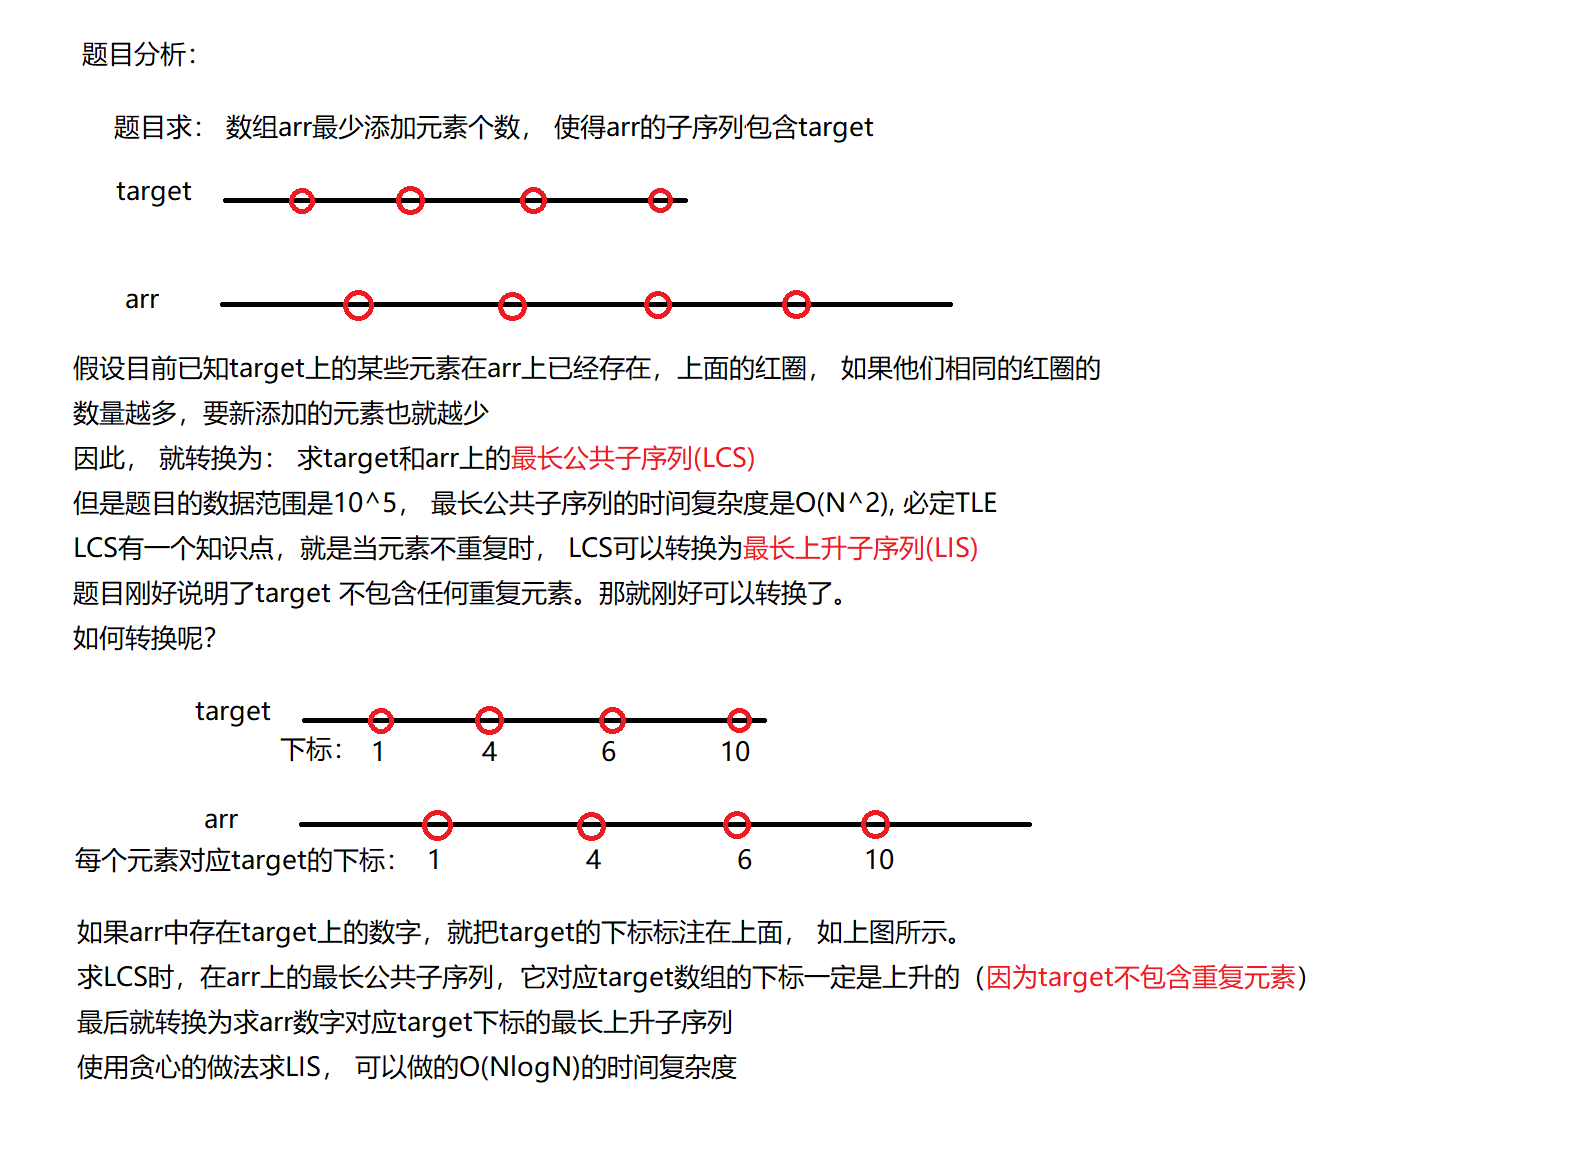 题目分析：
题目求： 数组arr最少添加元素个数， 使得arr的子序列包含target
target
arr
假设目前已知target上的某些元素在arr上已经存在，上面的红圈， 如果他们相同的红圈的
数量越多，要新添加的元素也就越少
因此， 就转换为： 求target和arr上的最长公共子序列(LCS)
但是题目的数据范围是10^5， 最长公共子序列的时间复杂度是O(N^2), 必定TLE
LCS有一个知识点，就是当元素不重复时， LCS可以转换为最长上升子序列(LIS)
题目刚好说明了target 不包含任何重复元素。那就刚好可以转换了。
如何转换呢？
target
下标： 1 4 6 10
arr
每个元素对应target的下标： 1 4 6 10
如果arr中存在target上的数字，就把target的下标标注在上面， 如上图所示。
求LCS时，在arr上的最长公共子序列，它对应target数组的下标一定是上升的（因为target不包含重复元素）
最后就转换为求arr数字对应target下标的最长上升子序列
使用贪心的做法求LIS， 可以做的O(NlogN)的时间复杂度